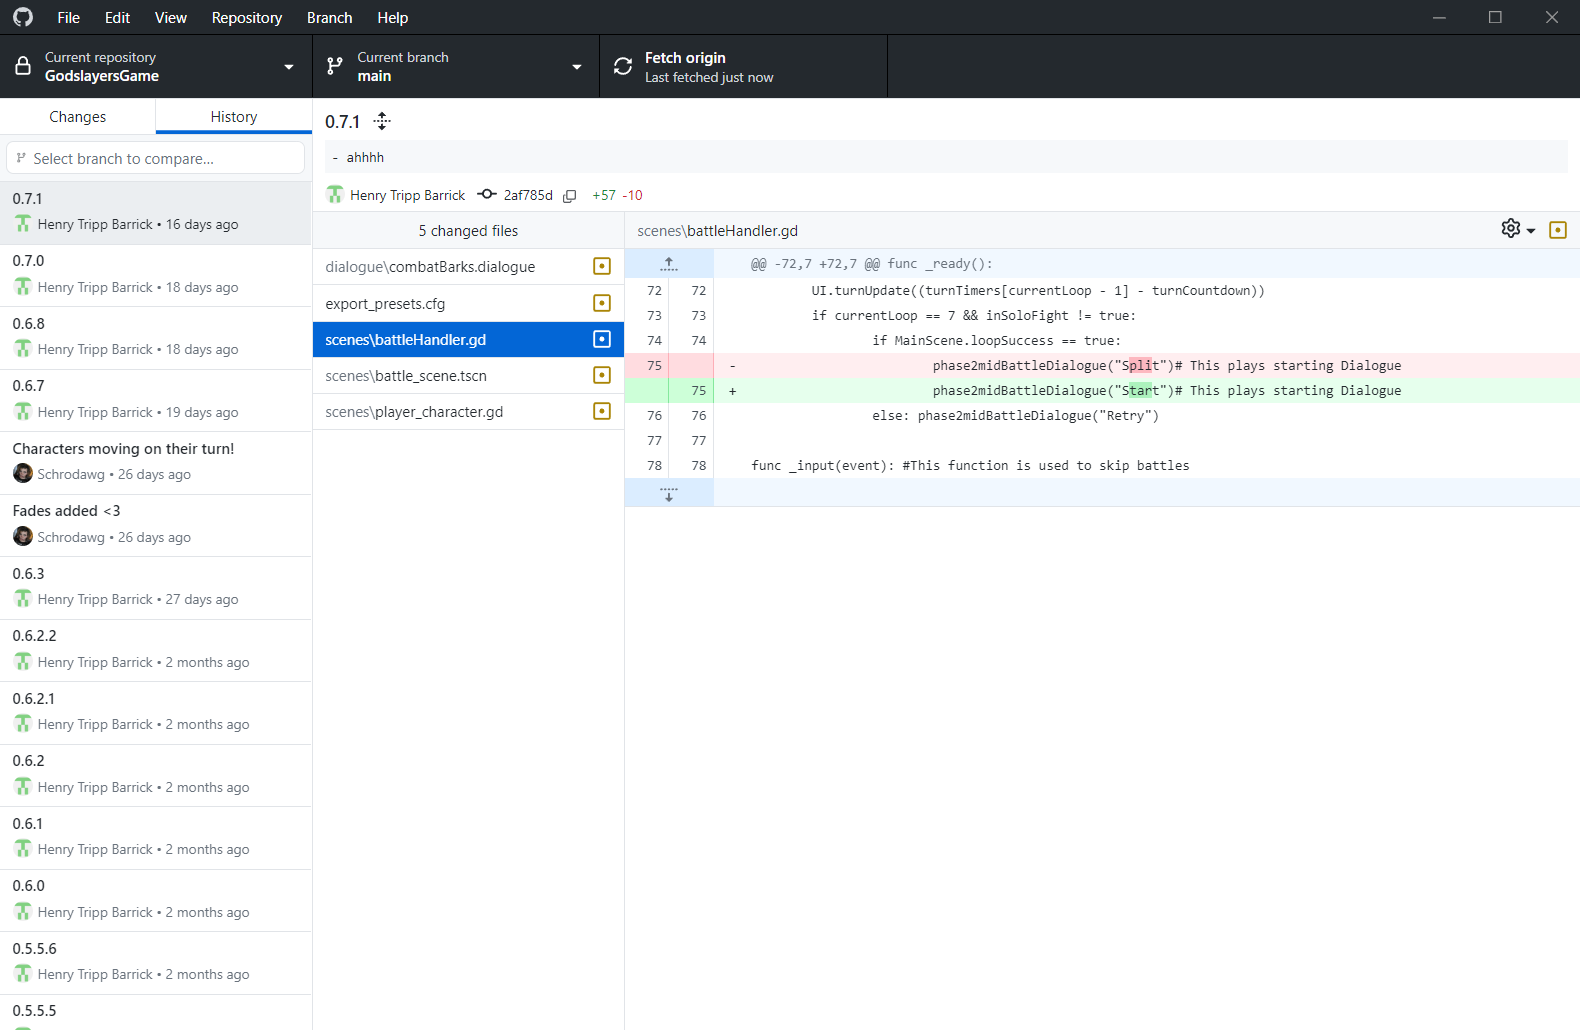 File Edit View Repository Branch Help
Current repository
GodslayersGame
Current branch
main
Fetch origin
Last fetched just now
Changes
History
Select branch to compare...
0.7.1
Henry Tripp Barrick • 16 days ago
0.7.0
Henry Tripp Barrick • 18 days ago
0.6.8
Henry Tripp Barrick • 18 days ago
0.6.7
Henry Tripp Barrick • 19 days ago
Characters moving on their turn!
Schrodawg • 26 days ago
Fades added <3
Schrodawg • 26 days ago
0.6.3
Henry Tripp Barrick • 27 days ago
0.6.2.2
Henry Tripp Barrick • 2 months ago
0.6.2.1
Henry Tripp Barrick • 2 months ago
0.6.2
Henry Tripp Barrick • 2 months ago
0.6.1
Henry Tripp Barrick • 2 months ago
0.6.0
Henry Tripp Barrick • 2 months ago
0.5.5.6
Henry Tripp Barrick • 2 months ago
0.5.5.5
0.7.1
- ahhhh
Henry Tripp Barrick 2af785d +57 -10
5 changed files
dialogue\combatBarks.dialogue
export_presets.cfg
scenes\battleHandler.gd
scenes\battle_scene.tscn
scenes\player_character.gd
scenes\battleHandler.gd
@@ -72,7 +72,7 @@ func _ready():
72 72 UI.turnUpdate((turnTimers[currentLoop - 1] - turnCountdown))
73 73 if currentLoop == 7 && inSoloFight != true:
74 74 if MainScene.loopSuccess == true:
75 - phase2midBattleDialogue("Split")# This plays starting Dialogue
75 + phase2midBattleDialogue("Start")# This plays starting Dialogue
76 76 else: phase2midBattleDialogue("Retry")
77 77
78 78 func _input(event): #This function is used to skip battles